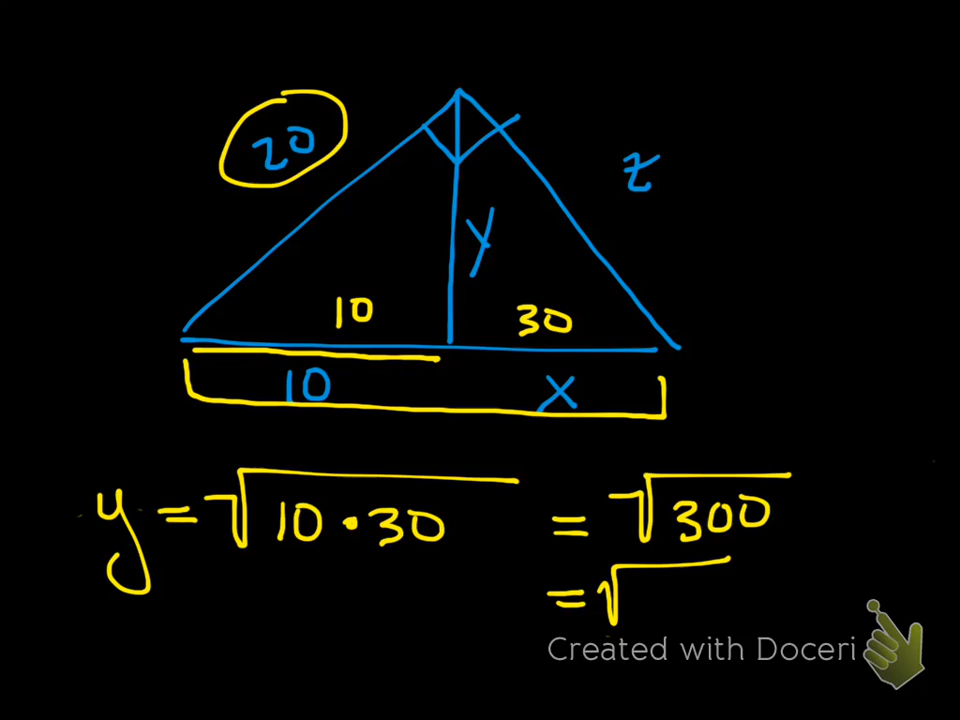 20
z
y
10
30
10
x
y = √10 · 30 = √300
= √
Created with Doceri